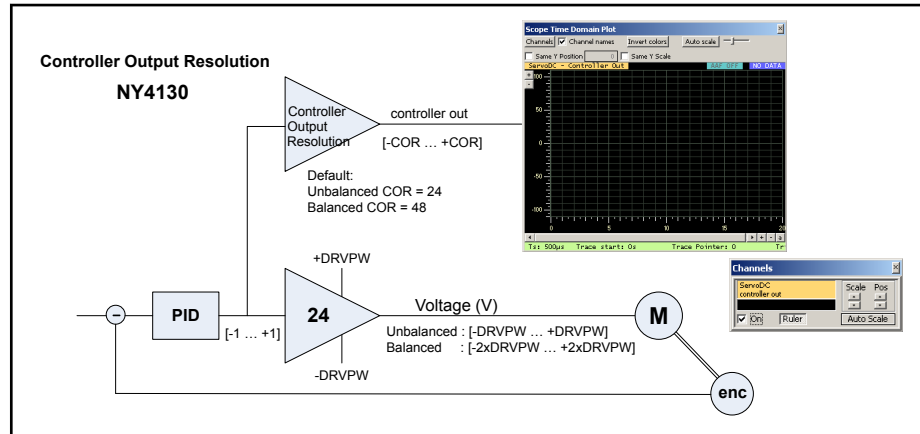 Controller Output Resolution
NY4130
Controller
Output
Resolution
controller out
[-COR … +COR]
Default:
Unbalanced COR = 24
Balanced COR = 48
Scope Time Domain Plot
Channels Channel names Invert colors Auto scale
Same Y Position 0 Same Y Scale
ServoDC - Controller Out AAF OFF NO DATA
100
50
0
-50
-100
0 5 10 15 20
Ts: 500µs Trace start: 0s Trace Pointer: 0 Tr
Channels
ServoDC
controller out
Scale Pos
On Ruler Auto Scale
+DRVPW
PID
[-1 … +1]
24
-DRVPW
Voltage (V)
Unbalanced : [-DRVPW … +DRVPW]
Balanced : [-2xDRVPW … +2xDRVPW]
M
enc